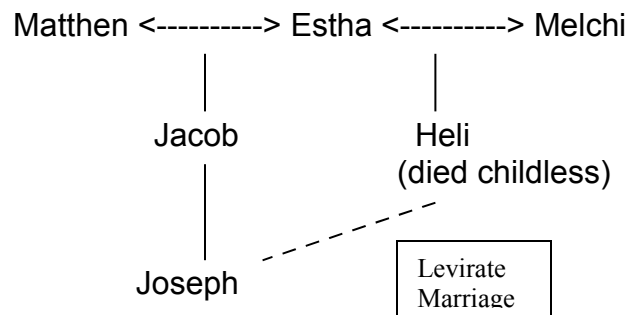 Matthen <----------> Estha <----------> Melchi
Jacob Heli
(died childless)
Joseph
Levirate
Marriage